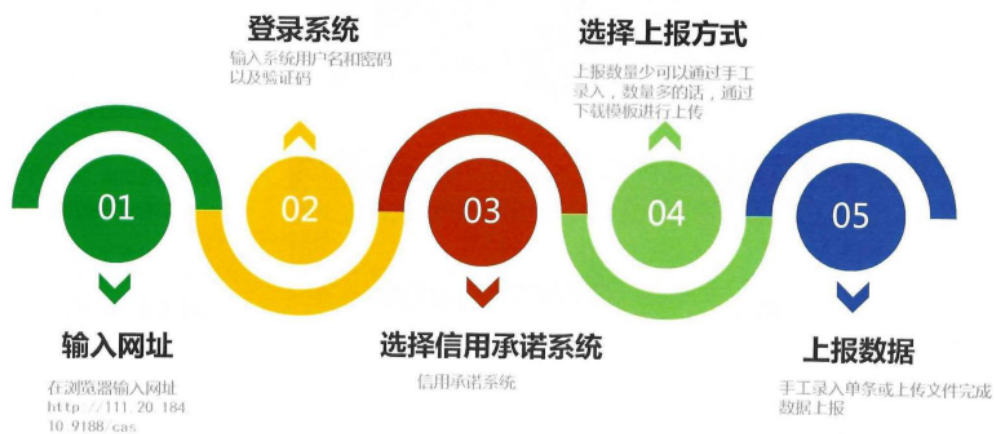 登录系统
输入系统用户名和密码
以及验证码
选择上报方式
上报数量少可以通过手工
录入，数量多的话，通过
下载模板进行上传
01
02
03
04
05
输入网址
在浏览器输入网址
http://111.20.184
10.9188/cas
选择信用承诺系统
信用承诺系统
上报数据
手工录入单条或上传文件完成
数据上报